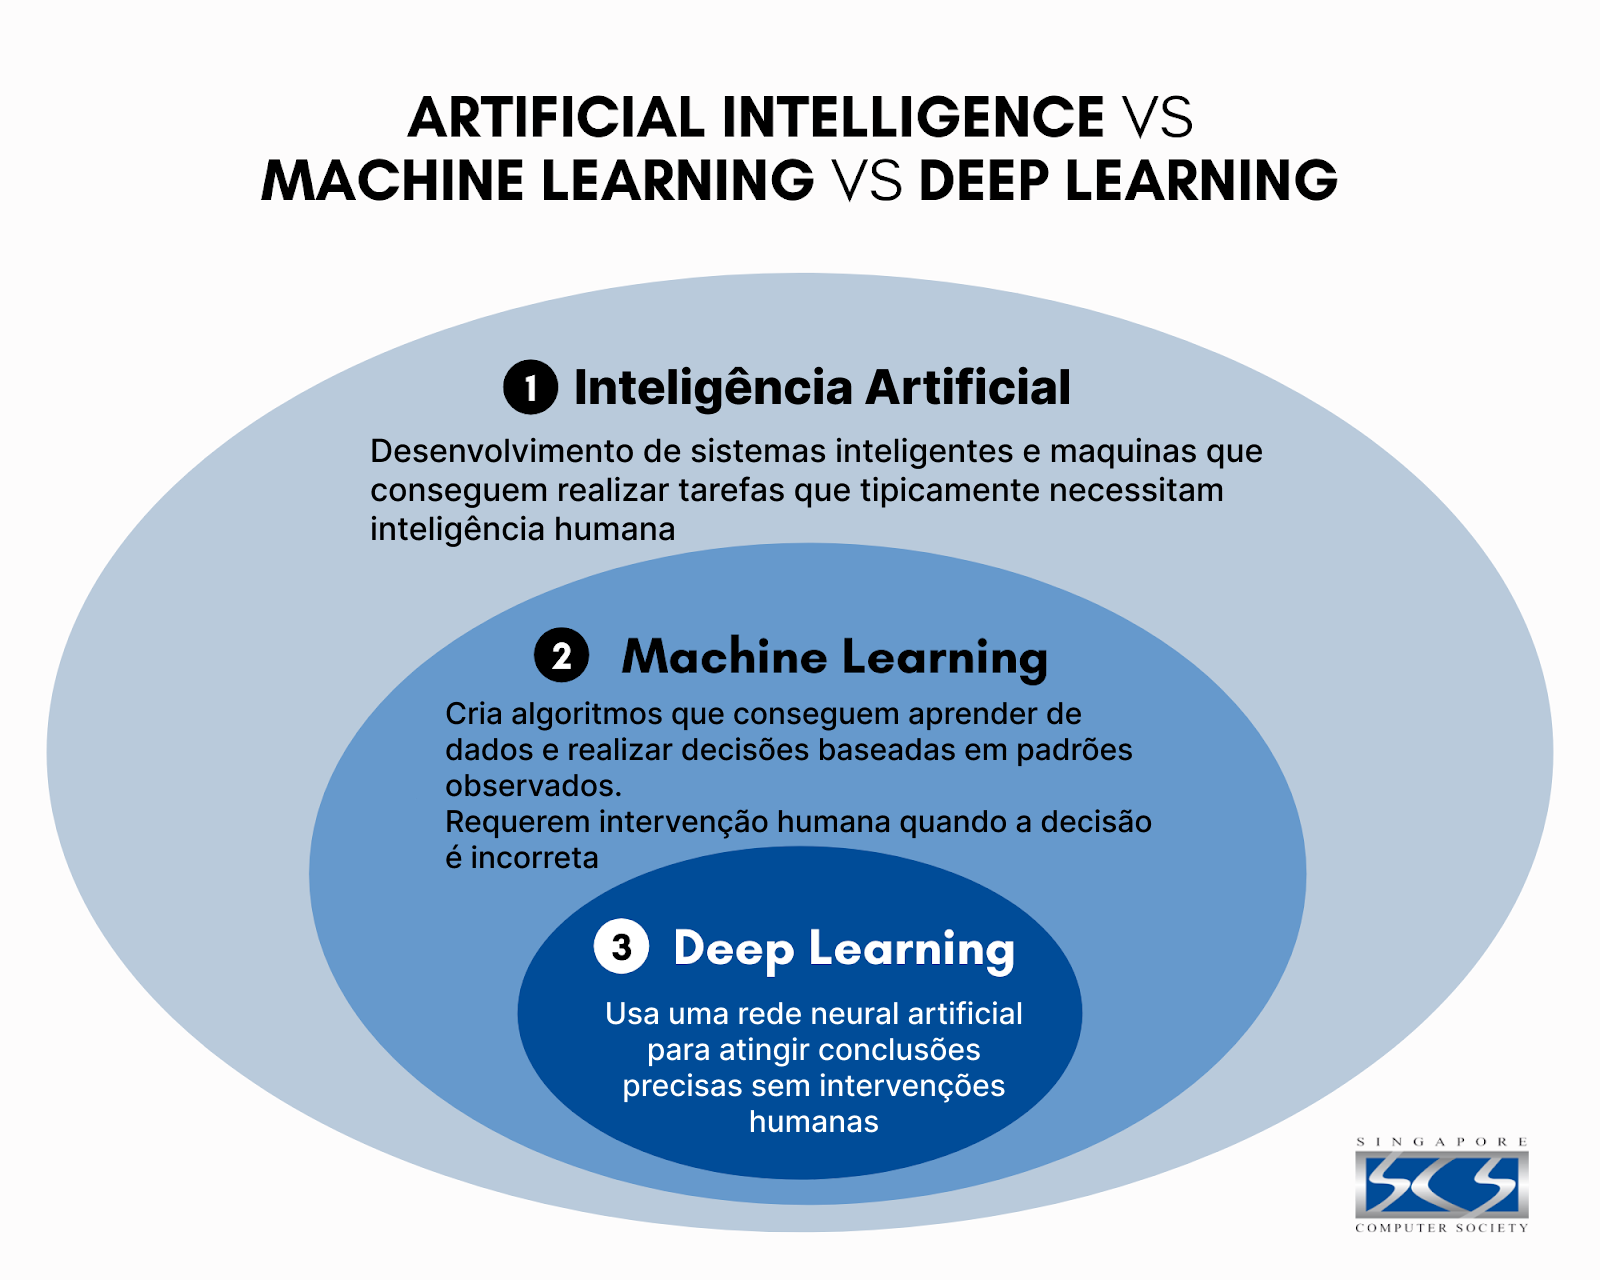 ARTIFICIAL INTELLIGENCE VS
MACHINE LEARNING VS DEEP LEARNING
1 Inteligência Artificial
Desenvolvimento de sistemas inteligentes e maquinas que
conseguem realizar tarefas que tipicamente necessitam
inteligência humana
2 Machine Learning
Cria algoritmos que conseguem aprender de
dados e realizar decisões baseadas em padrões
observados.
Requerem intervenção humana quando a decisão
é incorreta
3 Deep Learning
Usa uma rede neural artificial
para atingir conclusões
precisas sem intervenções
humanas
SINGAPORE
SCS
COMPUTER SOCIETY